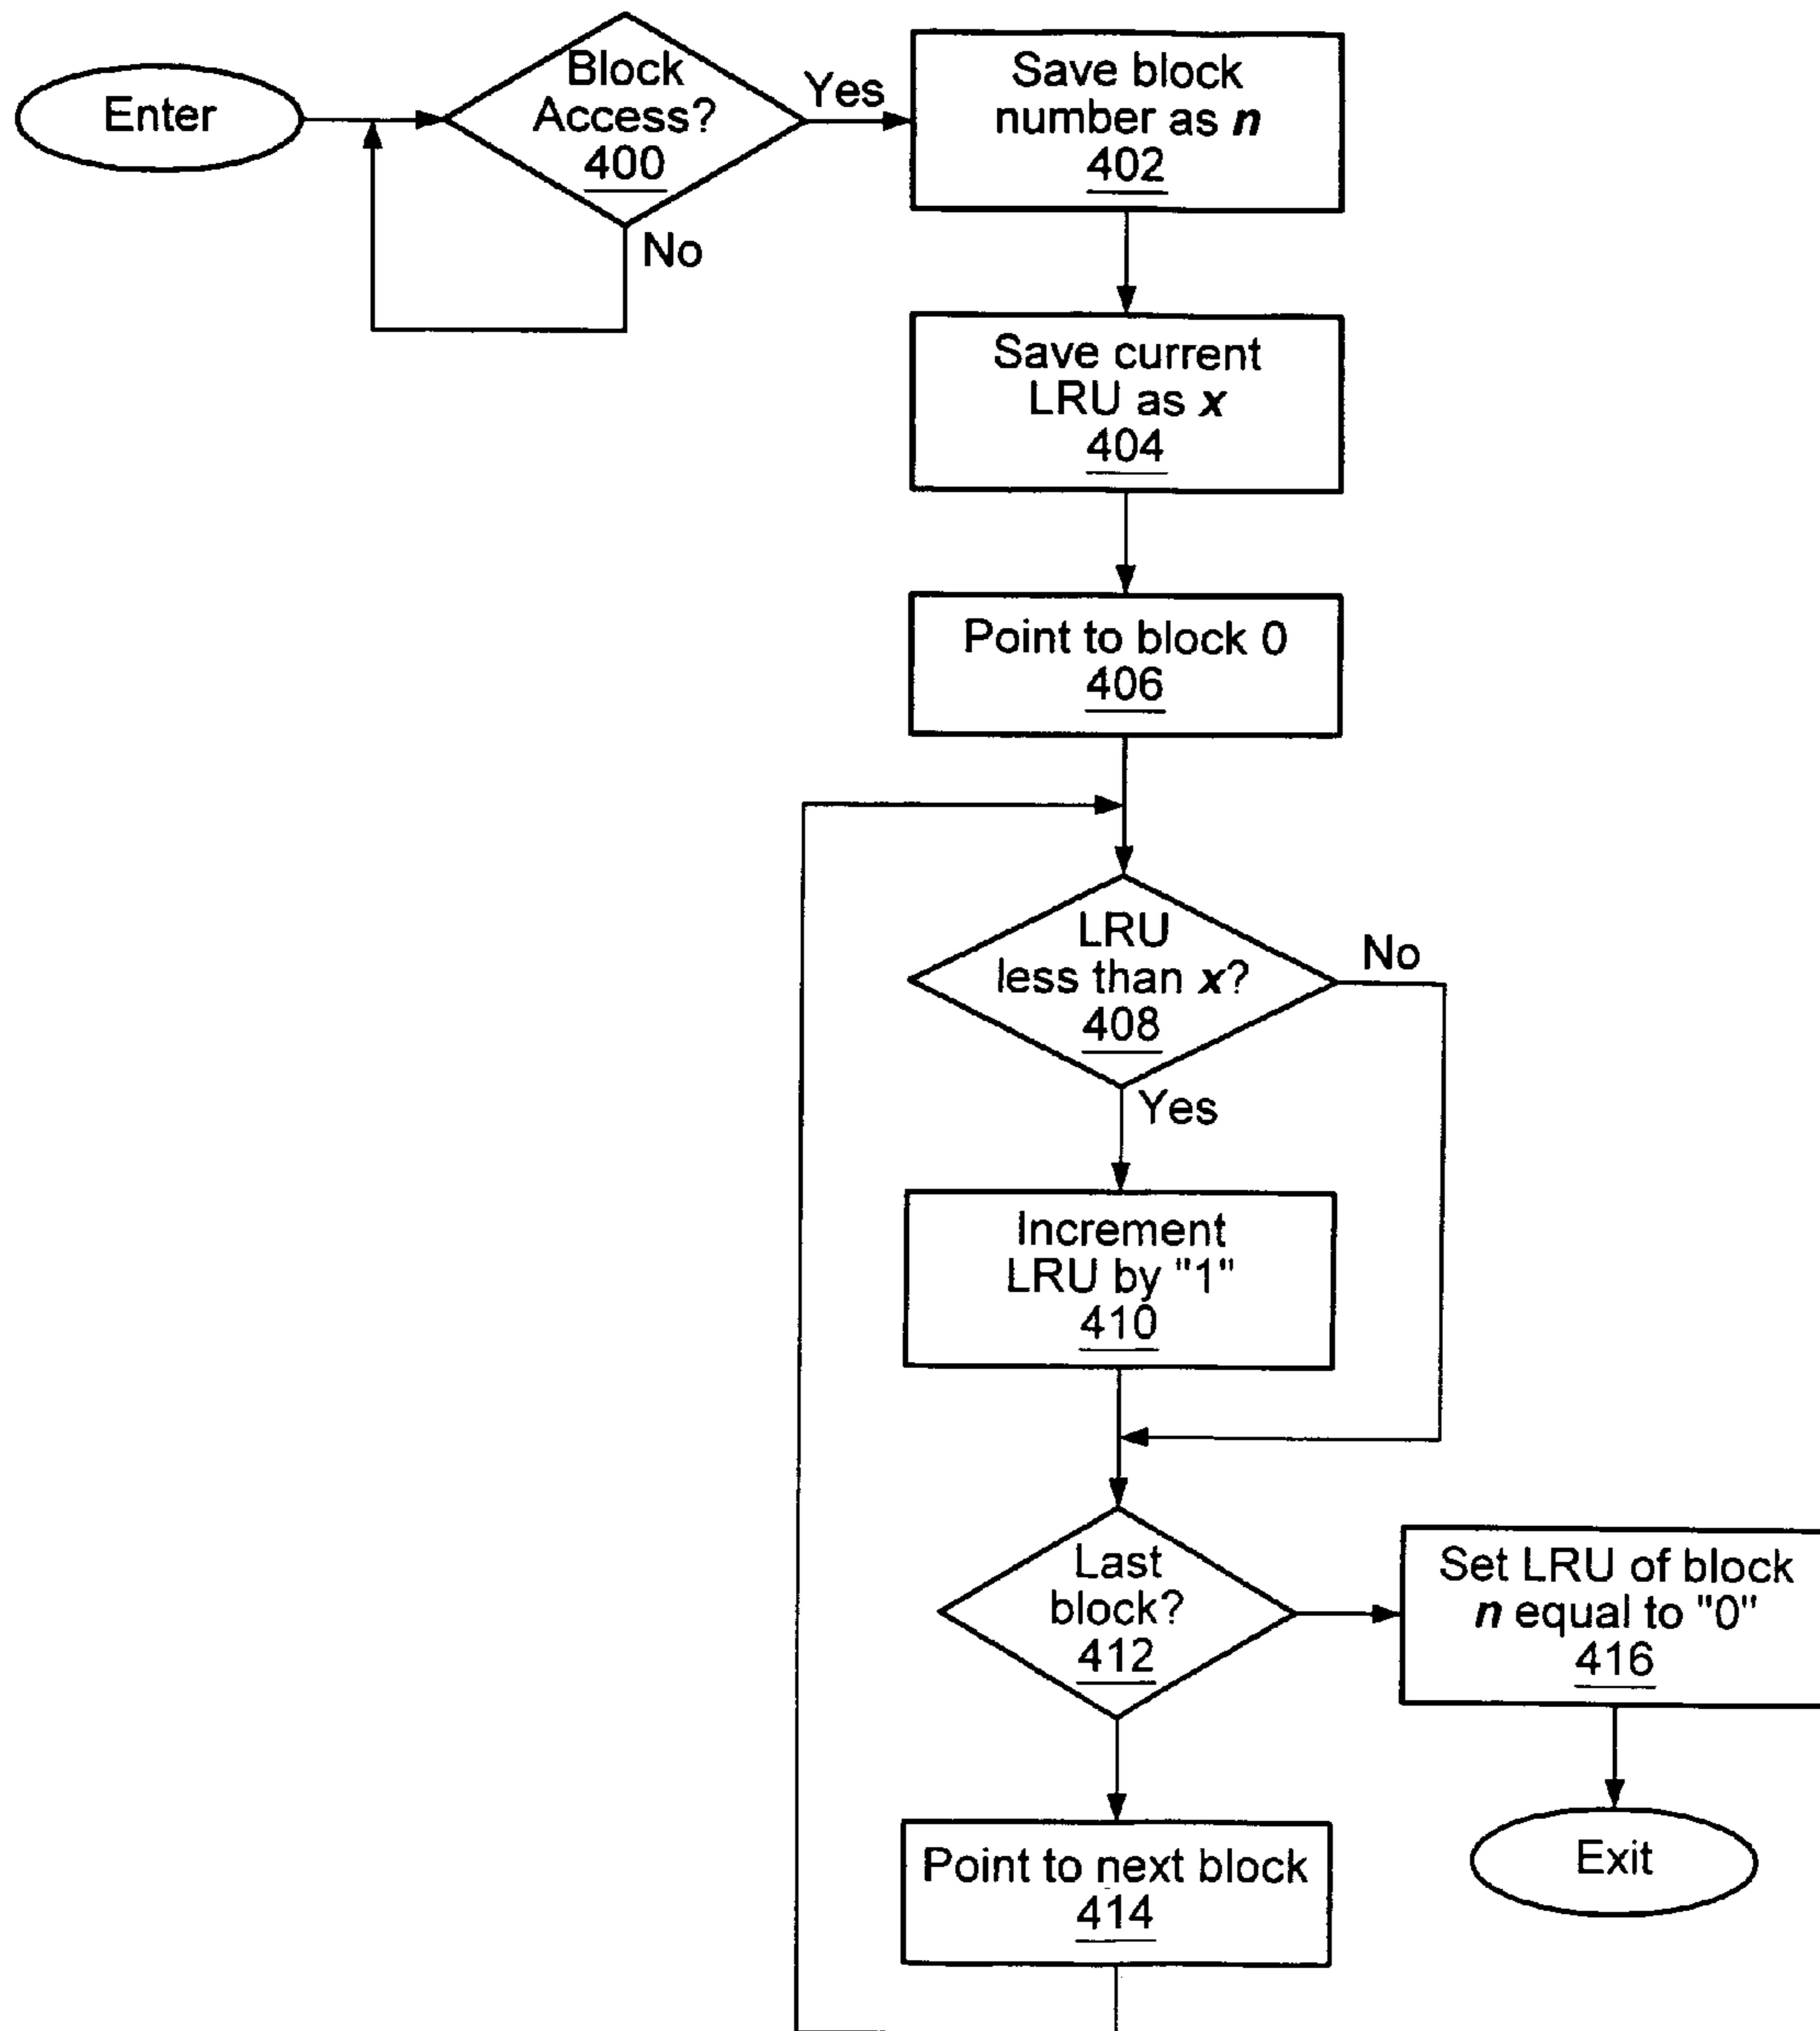 Enter
Block
Access?
400
Yes
No
Save block
number as n
402
Save current
LRU as x
404
Point to block 0
406
LRU
less than x?
408
No
Yes
Increment
LRU by "1"
410
Last
block?
412
Set LRU of block
n equal to "0"
416
Point to next block
414
Exit